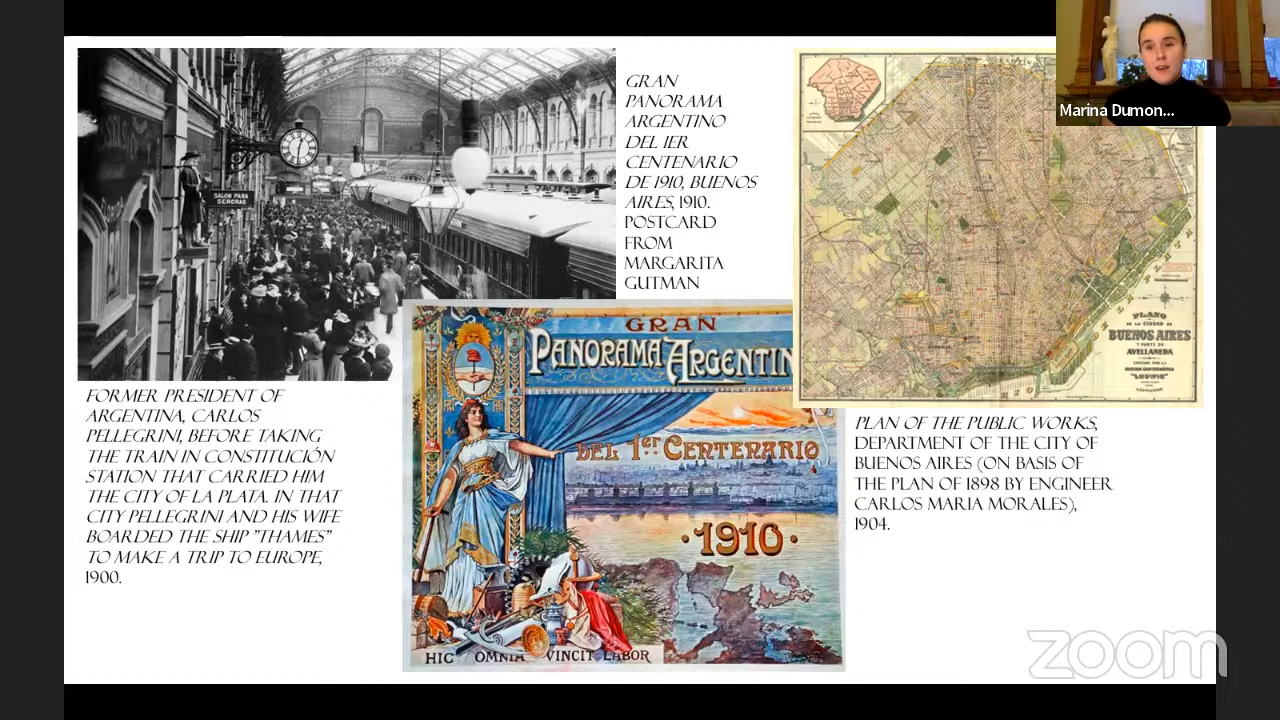 Marina Dumon...
SALON PARA
SEÑORAS
GRAN
PANORAMA
ARGENTINO
DEL 1ER
CENTENARIO
DE 1910, BUENOS
AIRES, 1910.
POSTCARD
FROM
MARGARITA
GUTMAN
FORMER PRESIDENT OF
ARGENTINA, CARLOS
PELLEGRINI, BEFORE TAKING
THE TRAIN IN CONSTITUCIÓN
STATION THAT CARRIED HIM
THE CITY OF LA PLATA. IN THAT
CITY PELLEGRINI AND HIS WIFE
BOARDED THE SHIP "THAMES"
TO MAKE A TRIP TO EUROPE,
1900.
GRAN
PANORAMA ARGENTIN
DEL 1er CENTENARIO
·1910·
HIC OMNIA VINCIT LABOR
PLANO
DE LA CIUDAD DE
BUENOS AIRES
Y PARTE DE
AVELLANEDA
"LUDWIG"
PLAN OF THE PUBLIC WORKS,
DEPARTMENT OF THE CITY OF
BUENOS AIRES (ON BASIS OF
THE PLAN OF 1898 BY ENGINEER
CARLOS MARIA MORALES),
1904.
zoom